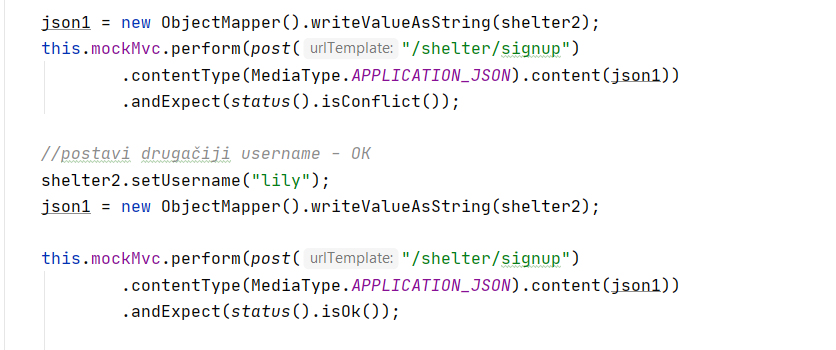 json1 = new ObjectMapper().writeValueAsString(shelter2);
this.mockMvc.perform(post( urlTemplate: "/shelter/signup")
.contentType(MediaType.APPLICATION_JSON).content(json1))
.andExpect(status().isConflict());
//postavi drugačiji username - OK
shelter2.setUsername("lily");
json1 = new ObjectMapper().writeValueAsString(shelter2);
this.mockMvc.perform(post( urlTemplate: "/shelter/signup")
.contentType(MediaType.APPLICATION_JSON).content(json1))
.andExpect(status().isOk());